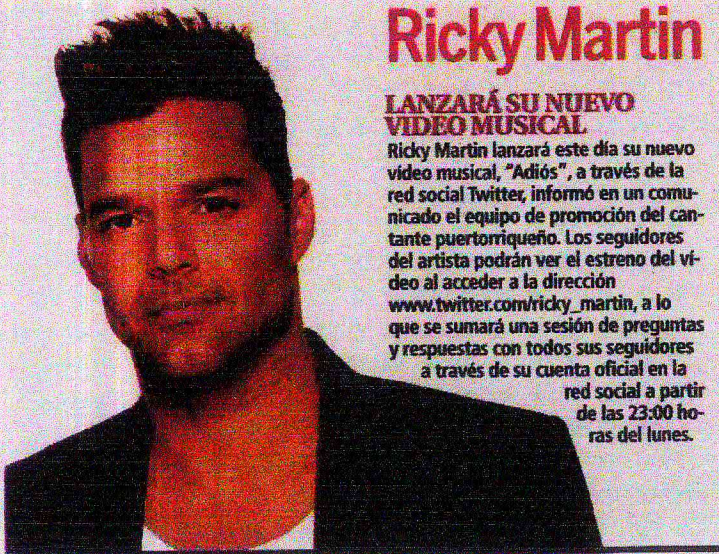 Ricky Martin
LANZARÁ SU NUEVO
VIDEO MUSICAL
Ricky Martin lanzará este día su nuevo
vídeo musical, "Adiós", a través de la
red social Twitter, informó en un comu-
nicado el equipo de promoción del can-
tante puertorriqueño. Los seguidores
del artista podrán ver el estreno del ví-
deo al acceder a la dirección
www.twitter.com/ricky_martin, a lo
que se sumará una sesión de preguntas
y respuestas con todos sus seguidores
a través de su cuenta oficial en la
red social a partir
de las 23:00 ho-
ras del lunes.